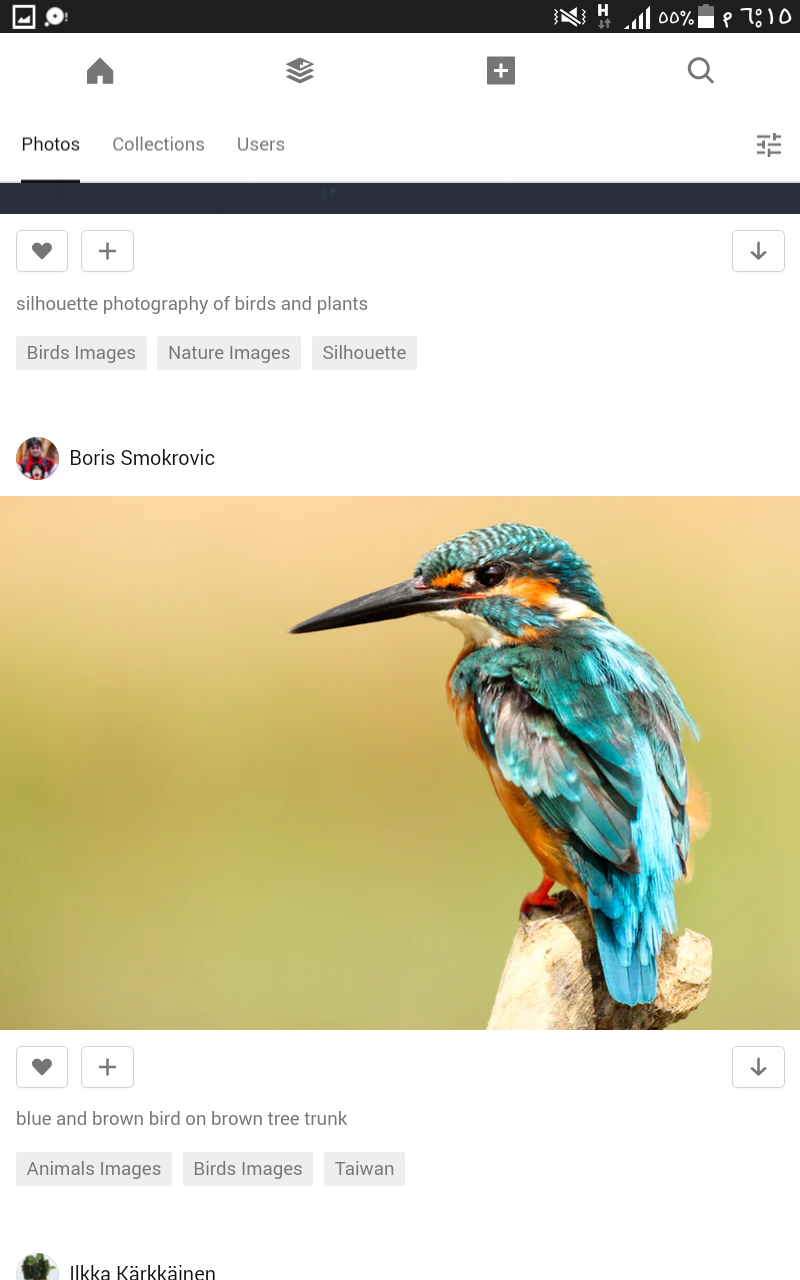 H ٥٥% م ٦:١٥
Photos Collections Users
silhouette photography of birds and plants
Birds Images Nature Images Silhouette
Boris Smokrovic
blue and brown bird on brown tree trunk
Animals Images Birds Images Taiwan
Ilkka Kärkkäinen